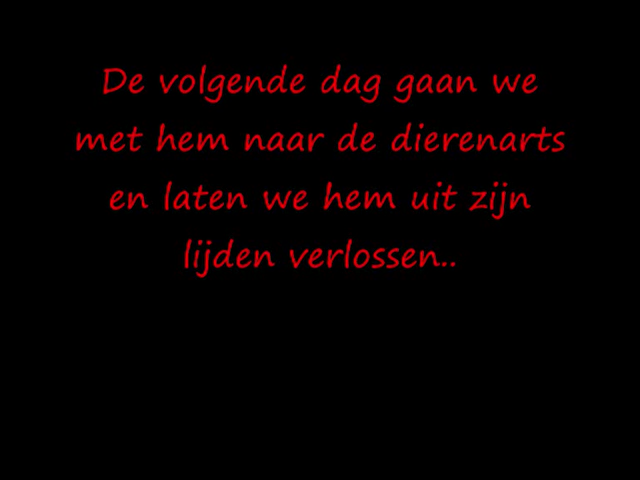 De volgende dag gaan we
met hem naar de dierenarts
en laten we hem uit zijn
lijden verlossen..